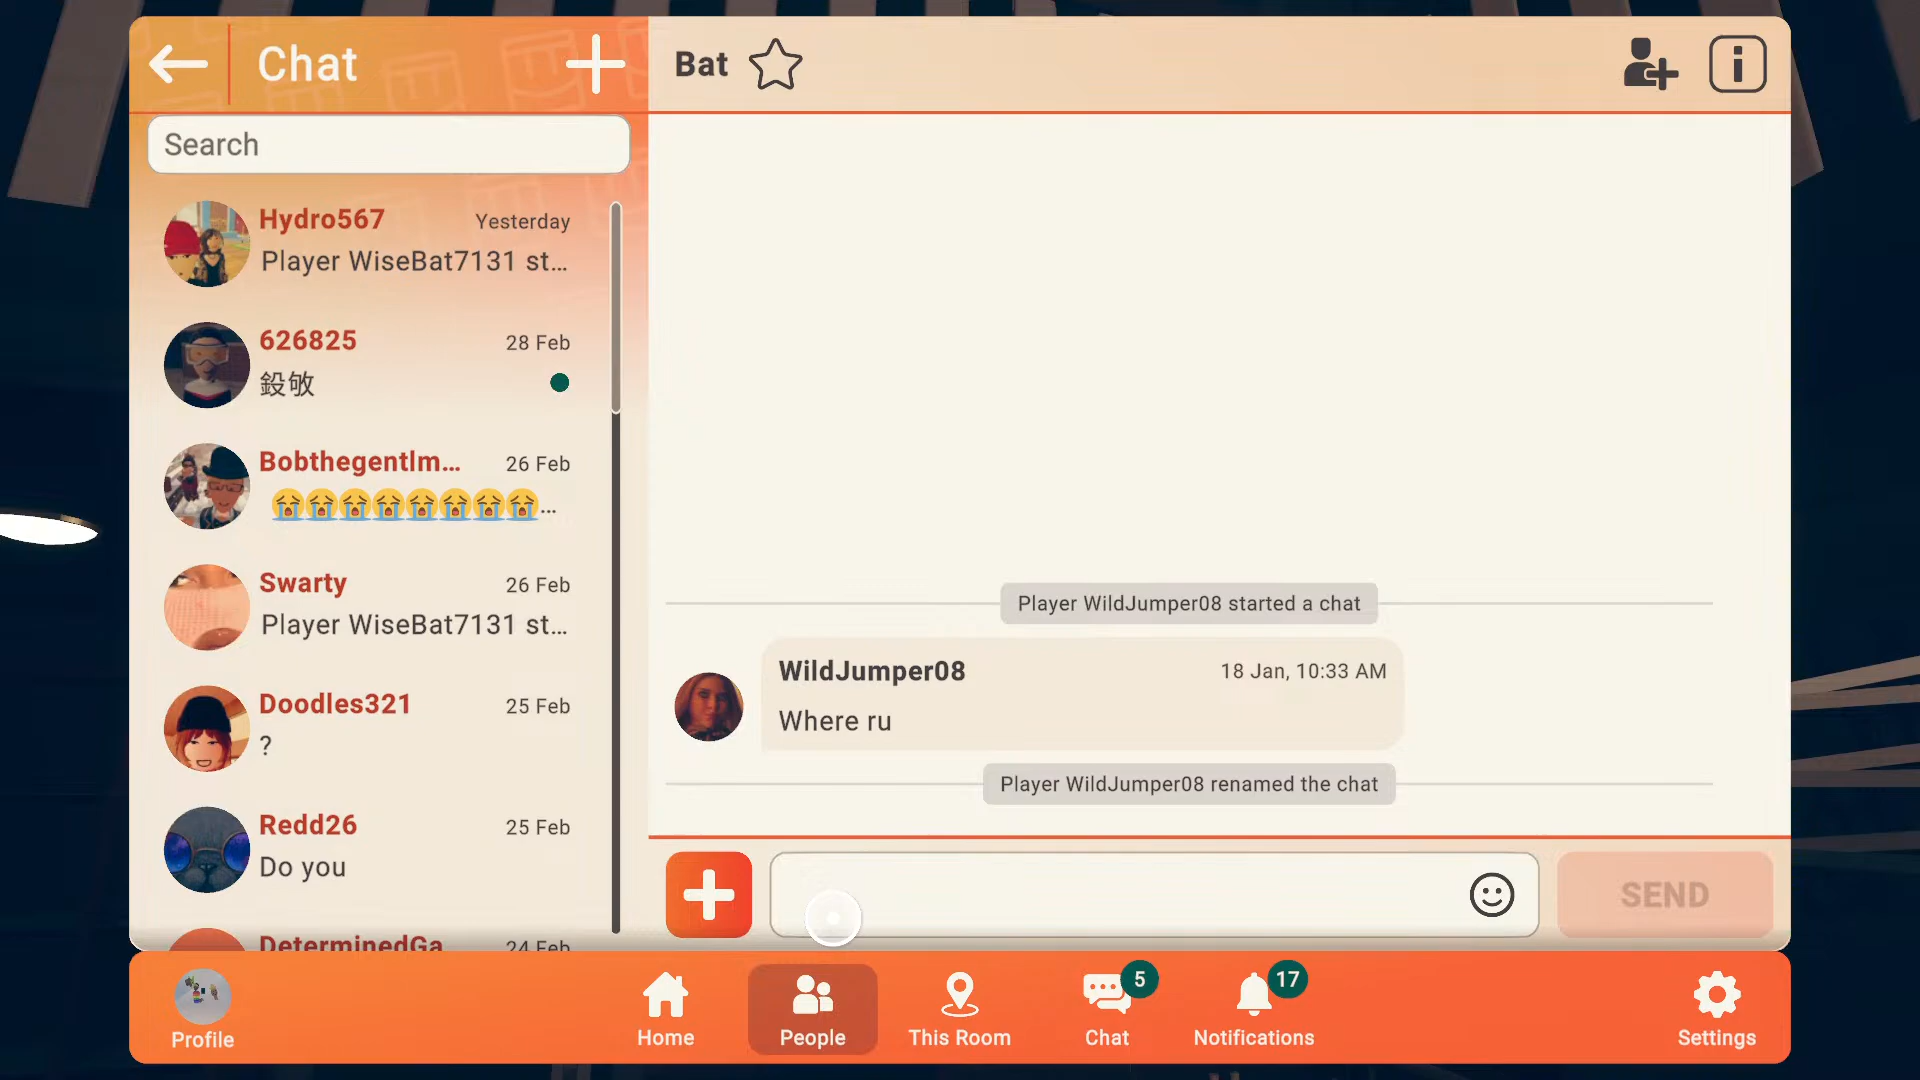 Chat
Search
Hydro567 Yesterday
Player WiseBat7131 st...
626825 28 Feb
鈠敂
Bobthegentlm... 26 Feb
😭😭😭😭😭😭😭😭...
Swarty 26 Feb
Player WiseBat7131 st...
Doodles321 25 Feb
?
Redd26 25 Feb
Do you
DeterminedGa 24 Feb
Bat
Player WildJumper08 started a chat
WildJumper08 18 Jan, 10:33 AM
Where ru
Player WildJumper08 renamed the chat
SEND
Profile
Home
People
This Room
5
Chat
17
Notifications
Settings